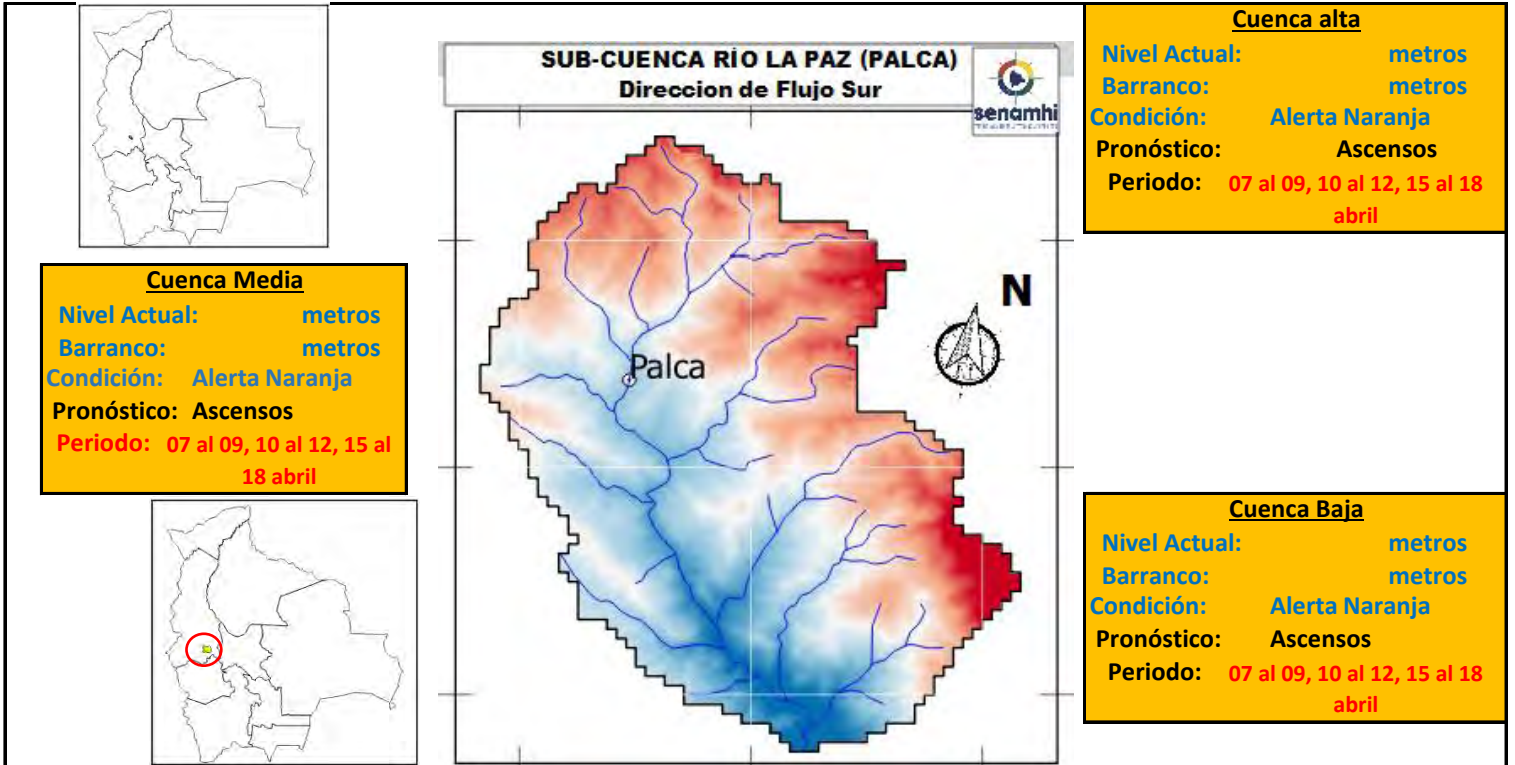 SUB-CUENCA RÍO LA PAZ (PALCA)
Direccion de Flujo Sur
senamhi
N
Palca
Cuenca alta
Nivel Actual: metros
Barranco: metros
Condición: Alerta Naranja
Pronóstico: Ascensos
Periodo: 07 al 09, 10 al 12, 15 al 18
abril
Cuenca Media
Nivel Actual: metros
Barranco: metros
Condición: Alerta Naranja
Pronóstico: Ascensos
Periodo: 07 al 09, 10 al 12, 15 al
18 abril
Cuenca Baja
Nivel Actual: metros
Barranco: metros
Condición: Alerta Naranja
Pronóstico: Ascensos
Periodo: 07 al 09, 10 al 12, 15 al 18
abril